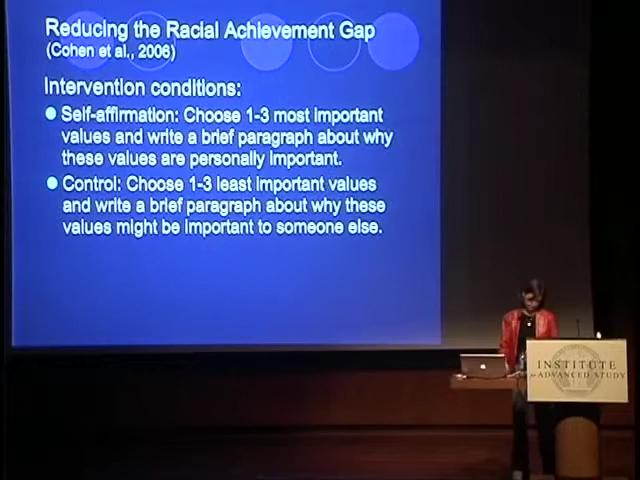 Reducing the Racial Achievement Gap
(Cohen et al., 2006)
Intervention conditions:
Self-affirmation: Choose 1-3 most important
values and write a brief paragraph about why
these values are personally important.
Control: Choose 1-3 least important values
and write a brief paragraph about why these
values might be important to someone else.
INSTITUTE
for ADVANCED STUDY